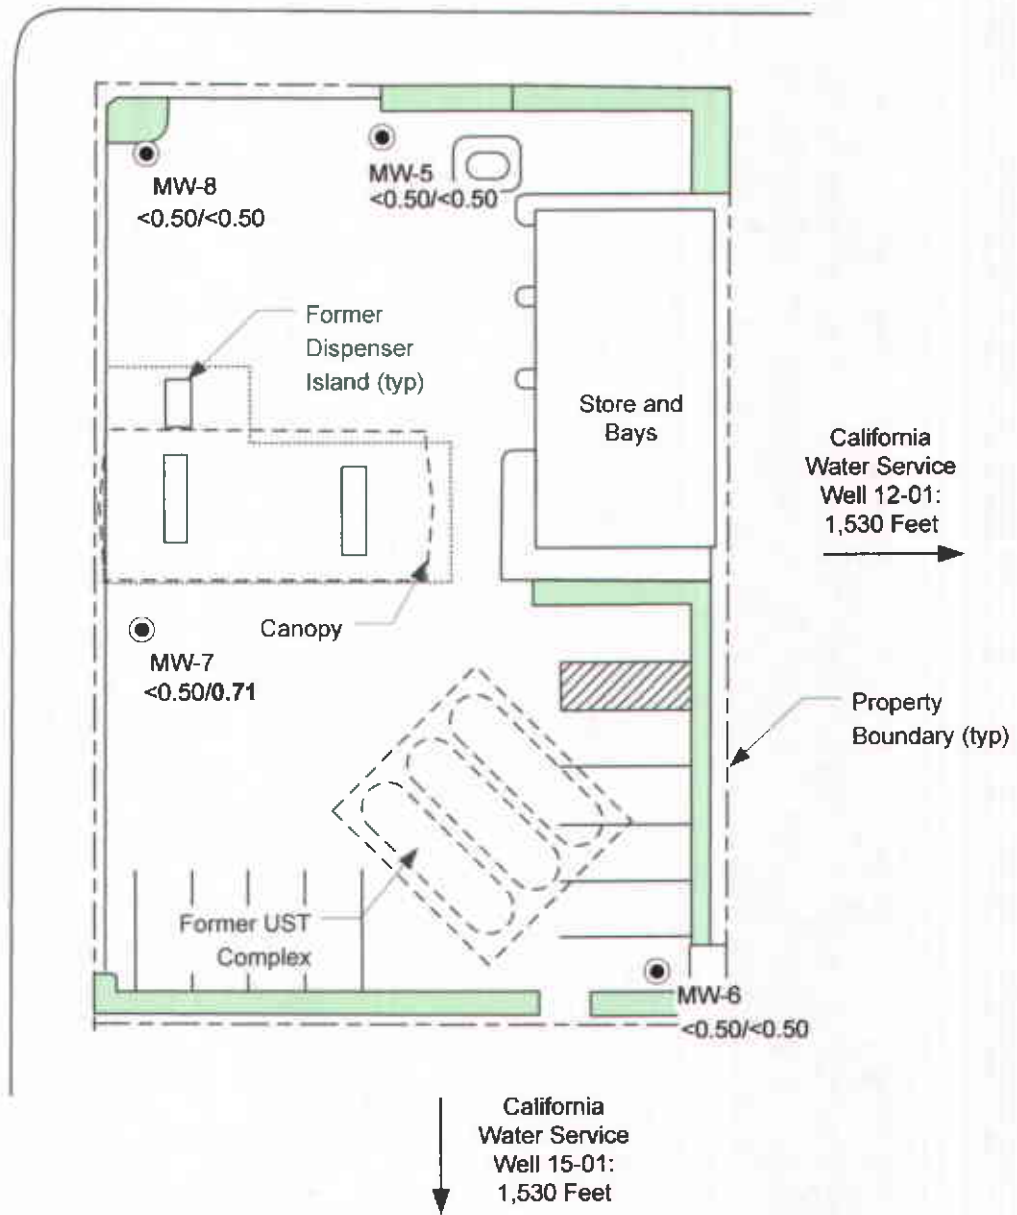 MW-8
<0.50/<0.50
MW-5
<0.50/<0.50
Former
Dispenser
Island (typ)
Store and
Bays
California
Water Service
Well 12-01:
1,530 Feet
Canopy
MW-7
<0.50/0.71
Property
Boundary (typ)
Former UST
Complex
MW-6
<0.50/<0.50
California
Water Service
Well 15-01:
1,530 Feet